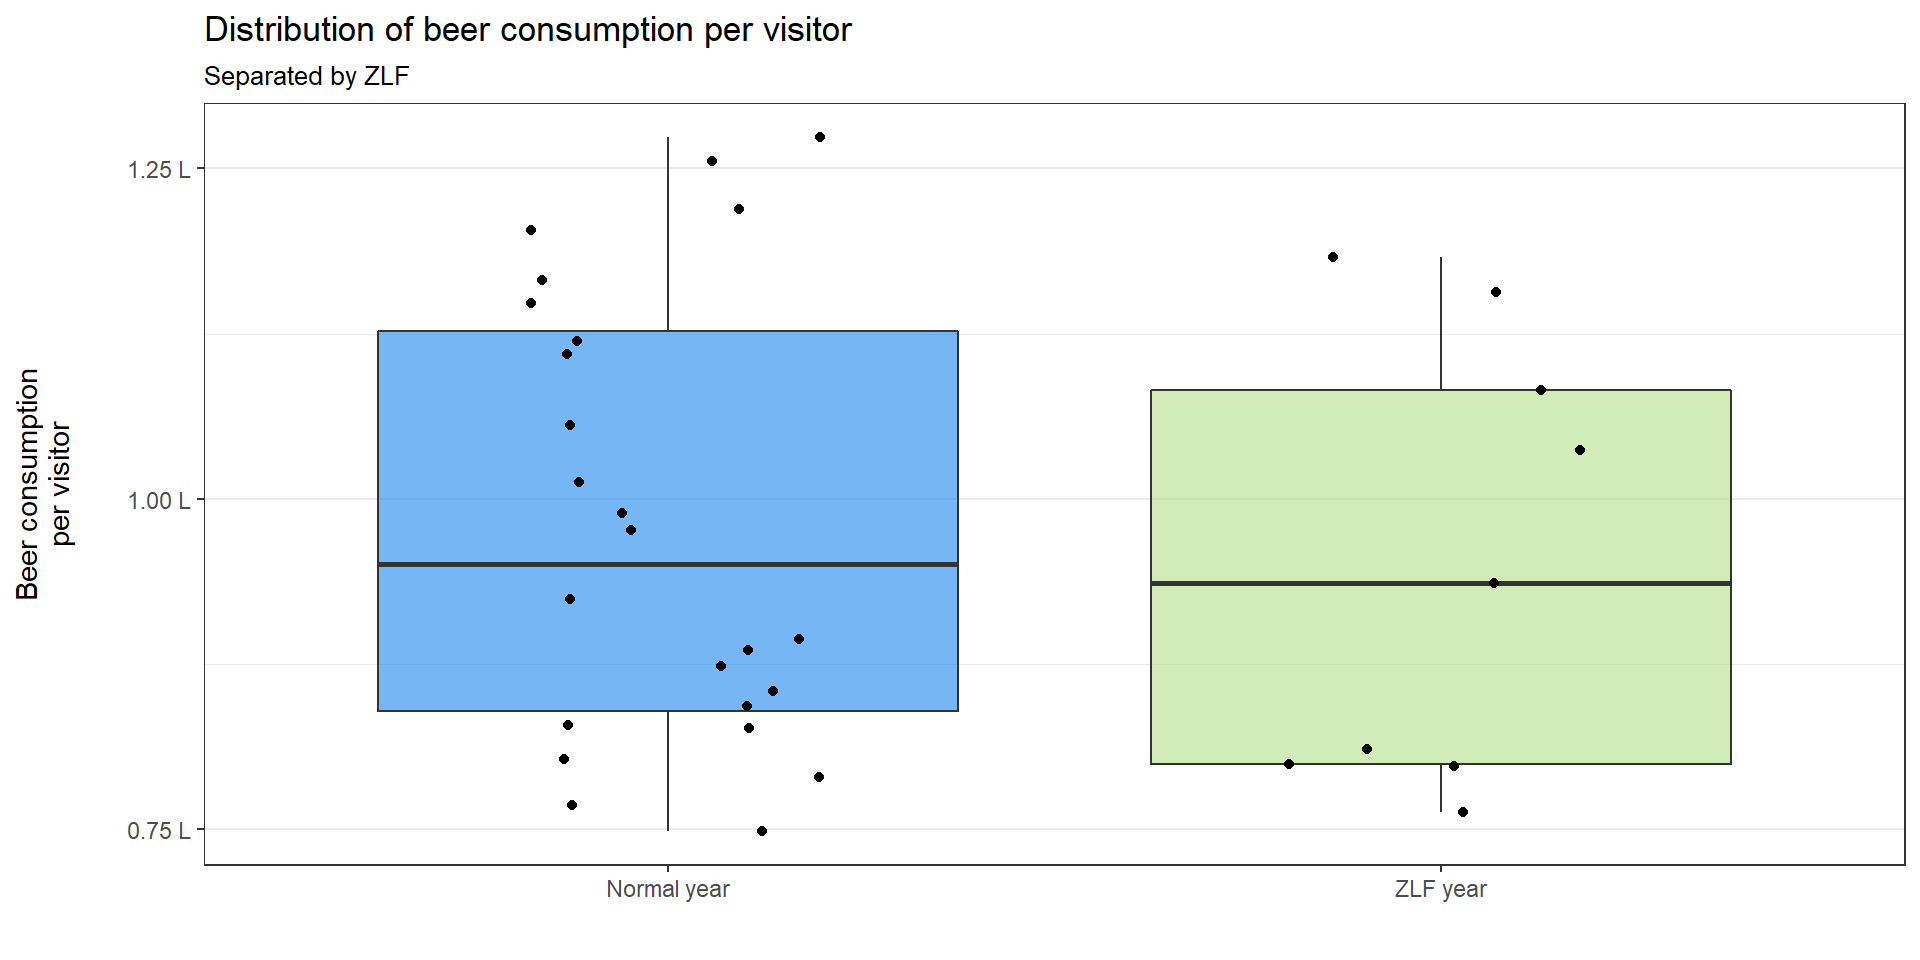 Distribution of beer consumption per visitor
Separated by ZLF
Beer consumption
per visitor
1.25 L
1.00 L
0.75 L
Normal year
ZLF year